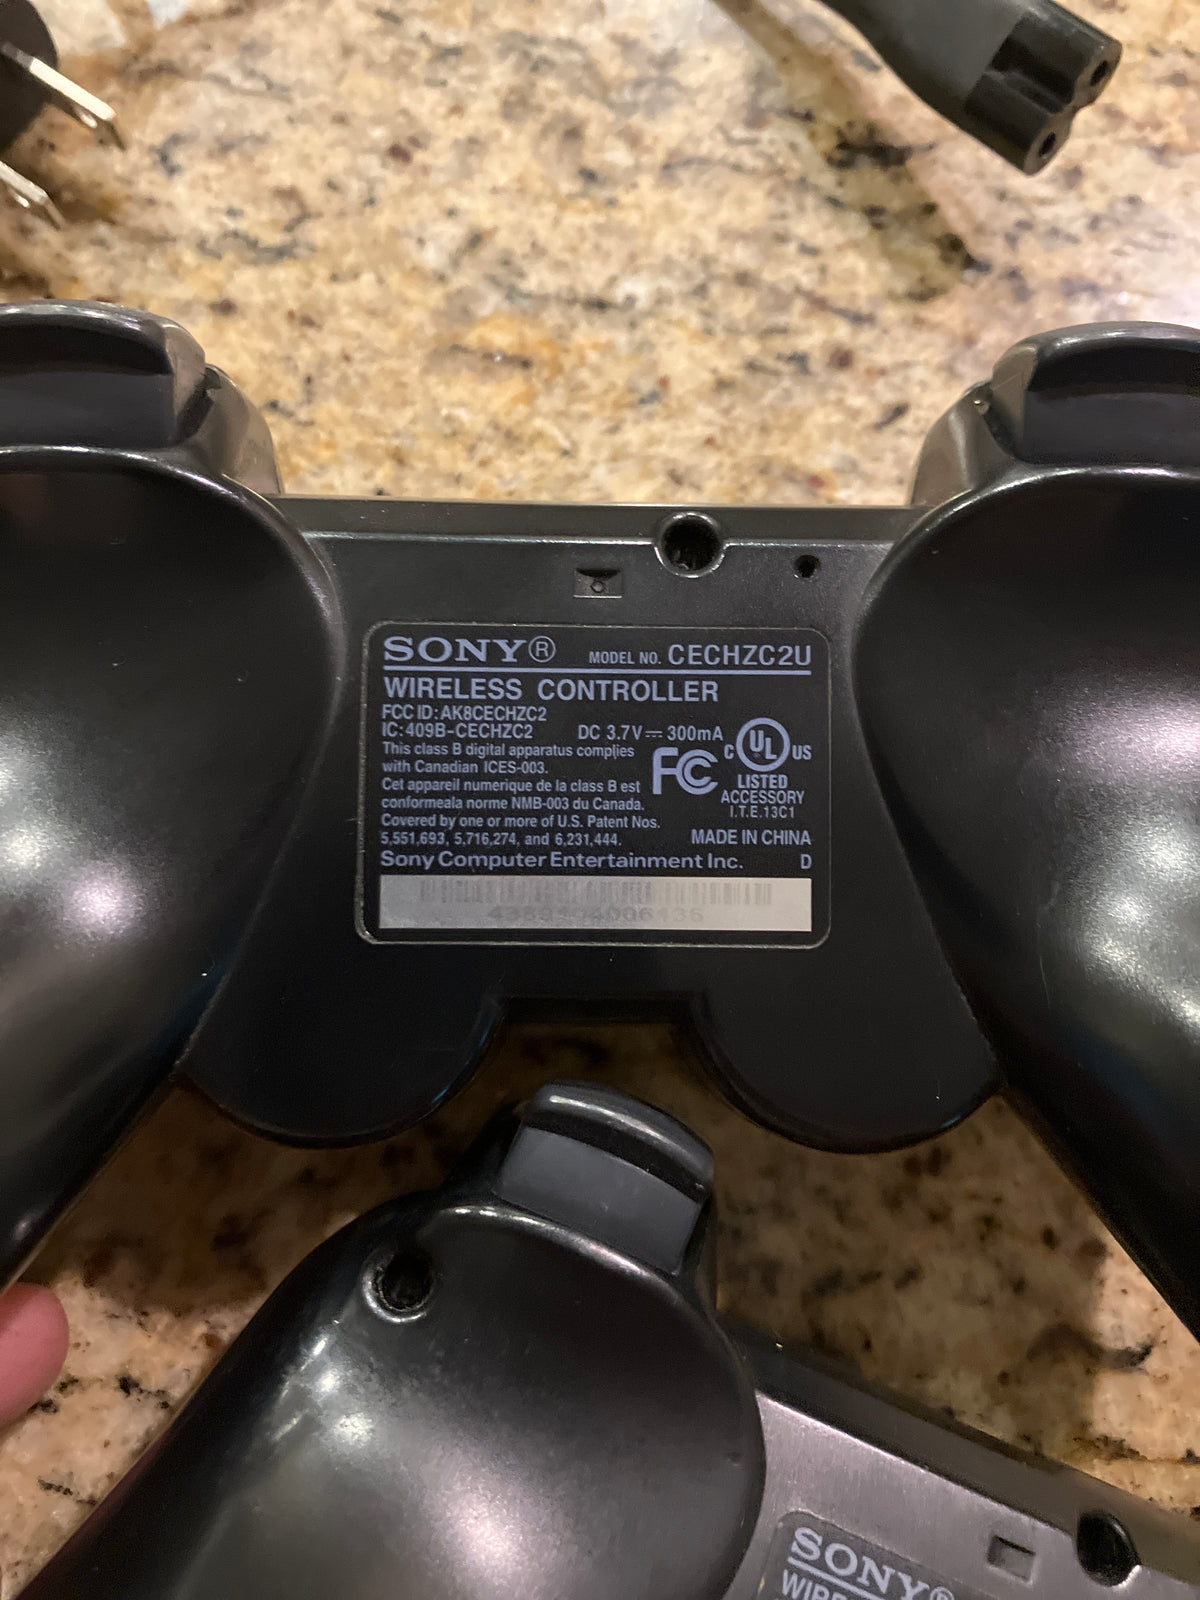 SONY® MODEL NO. CECHZC2U
WIRELESS CONTROLLER
FCC ID:AK8CECHZC2
IC:409B-CECHZC2 DC 3.7V⎓300mA
This class B digital apparatus complies
with Canadian ICES-003.
Cet appareil numerique de la class B est
conformeala norme NMB-003 du Canada.
FC
C UL US
LISTED
ACCESSORY
I.T.E.13C1
Covered by one or more of U.S. Patent Nos.
5,551,693, 5,716,274, and 6,231,444.
MADE IN CHINA
Sony Computer Entertainment Inc. D
SONY®